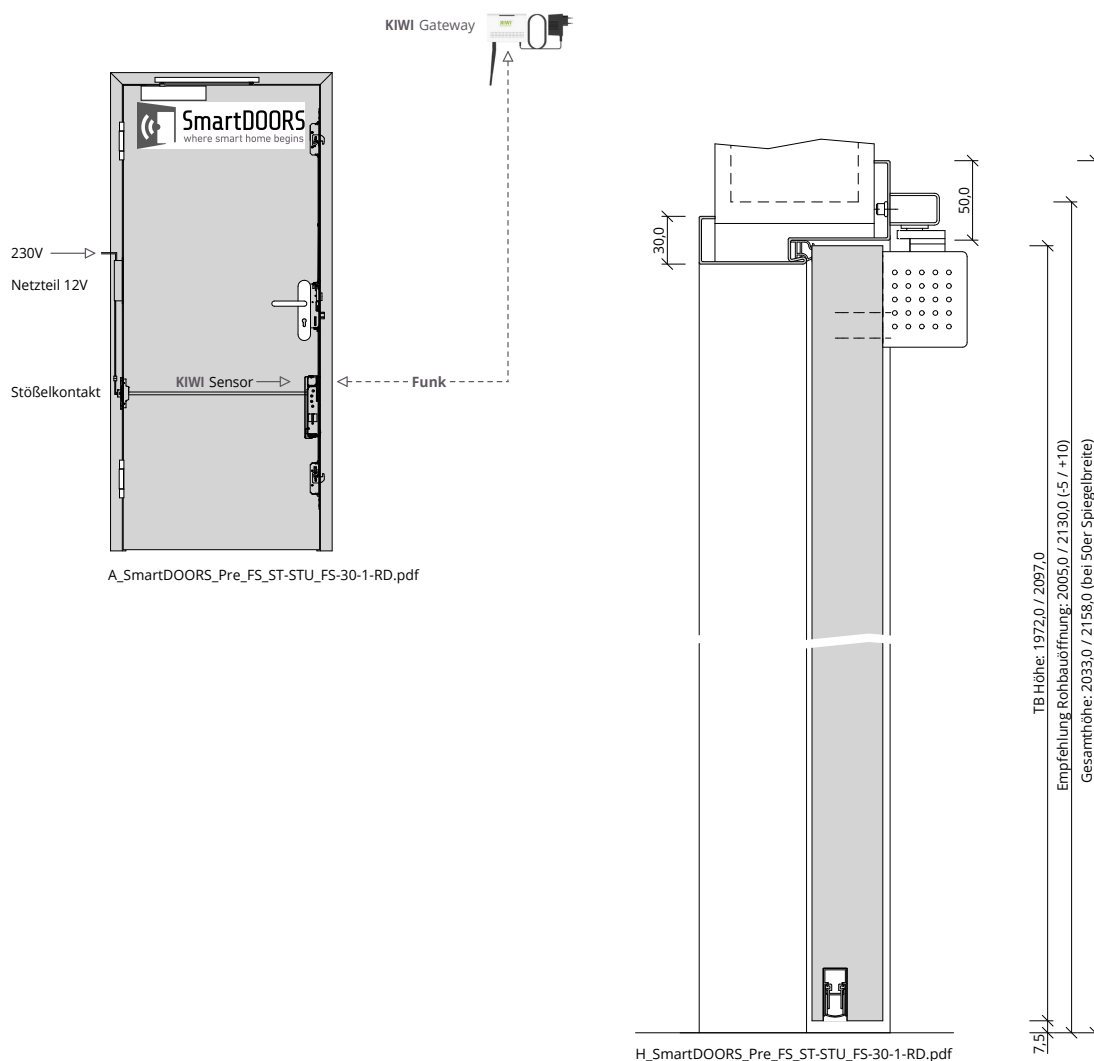 KIWI Gateway
KIWI
SmartDOORS
where smart home begins
230V
Netzteil 12V
Stößelkontakt
KIWI Sensor
Funk
A_SmartDOORS_Pre_FS_ST-STU_FS-30-1-RD.pdf
30,0
50,0
TB Höhe: 1972,0 / 2097,0
Empfehlung Rohbauöffnung: 2005,0 / 2130,0 (-5 / +10)
Gesamthöhe: 2033,0 / 2158,0 (bei 50er Spiegelbreite)
7,5
H_SmartDOORS_Pre_FS_ST-STU_FS-30-1-RD.pdf